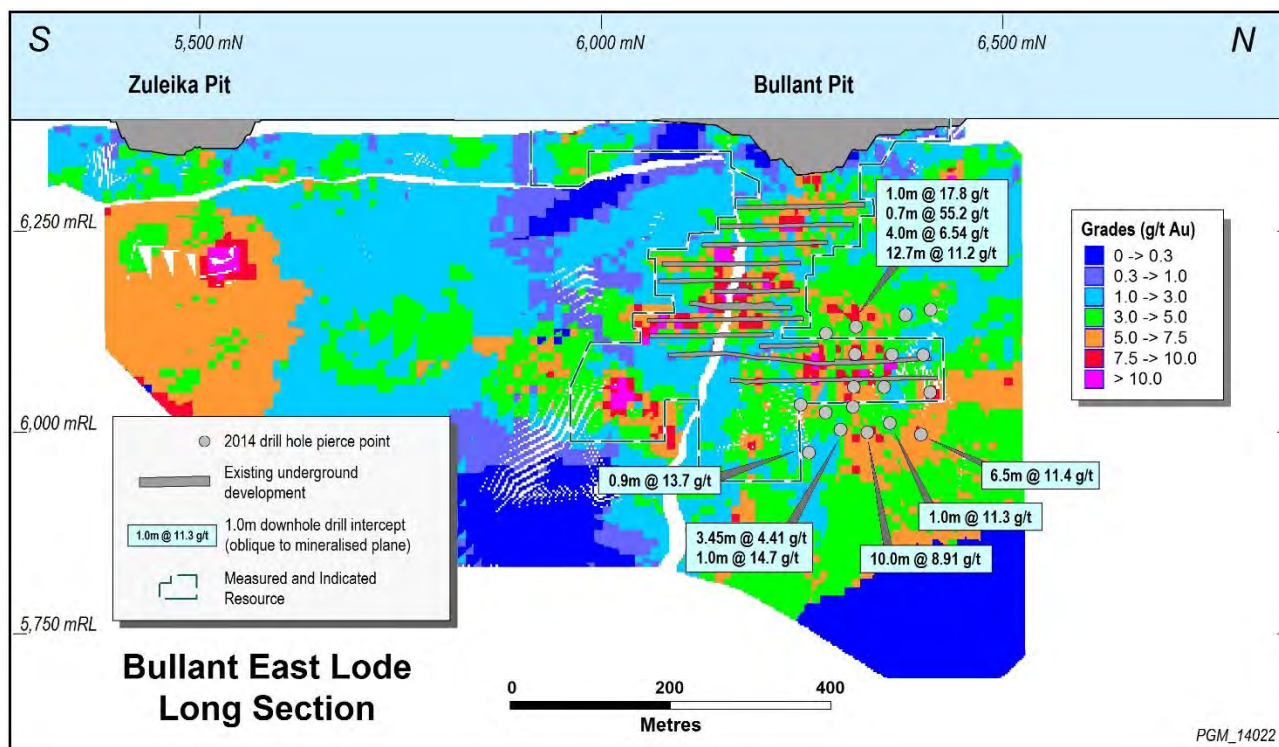 S
5,500 mN
6,000 mN
6,500 mN
N
Zuleika Pit
Bullant Pit
1.0m @ 17.8 g/t
0.7m @ 55.2 g/t
4.0m @ 6.54 g/t
12.7m @ 11.2 g/t
6,250 mRL
Grades (g/t Au)
0 -> 0.3
0.3 -> 1.0
1.0 -> 3.0
3.0 -> 5.0
5.0 -> 7.5
7.5 -> 10.0
> 10.0
6,000 mRL
2014 drill hole pierce point
Existing underground
development
1.0m @ 11.3 g/t
1.0m downhole drill intercept
(oblique to mineralised plane)
Measured and Indicated
Resource
0.9m @ 13.7 g/t
6.5m @ 11.4 g/t
1.0m @ 11.3 g/t
3.45m @ 4.41 g/t
1.0m @ 14.7 g/t
10.0m @ 8.91 g/t
5,750 mRL
Bullant East Lode
Long Section
0
200
400
Metres
PGM_14022